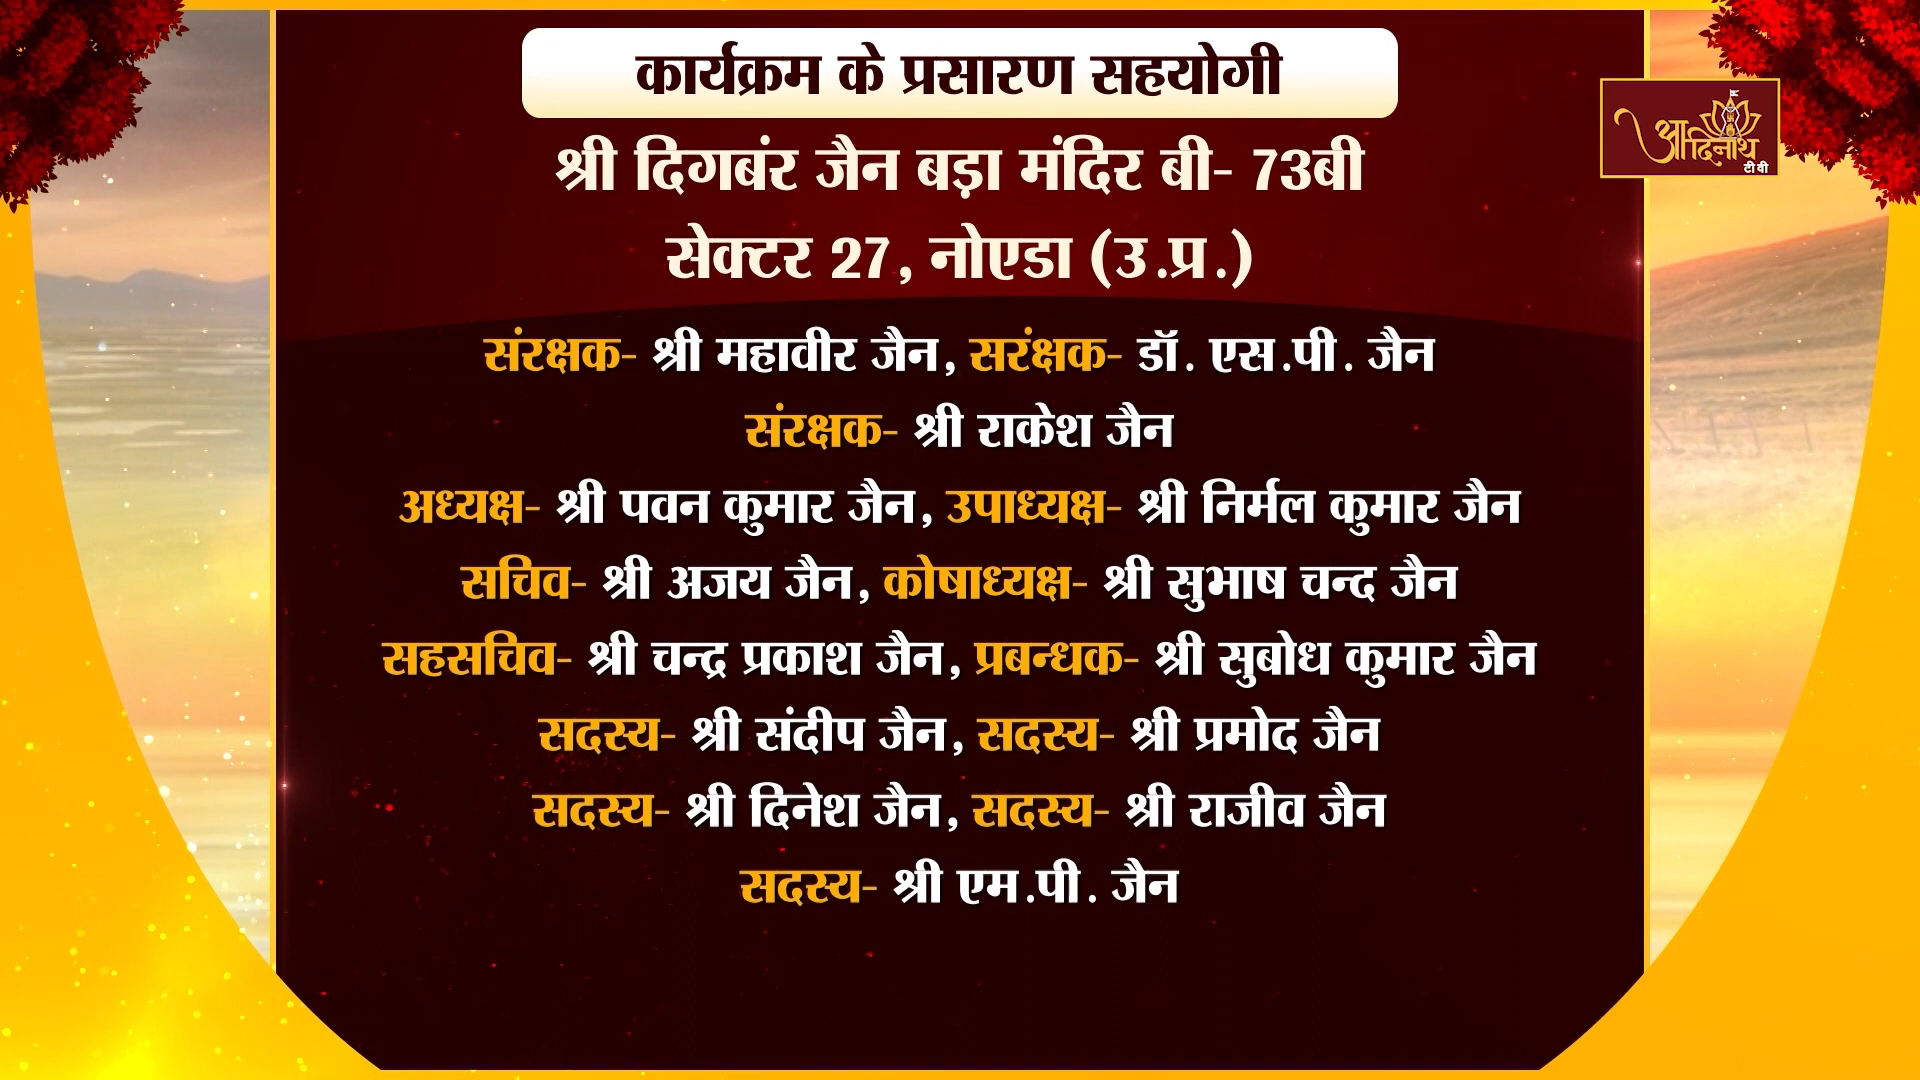 कार्यक्रम के प्रसारण सहयोगी
श्री दिगबंर जैन बड़ा मंदिर बी- 73बी
सेक्टर 27, नोएडा (उ.प्र.)
संरक्षक- श्री महावीर जैन, सरंक्षक- डॉ. एस.पी. जैन
संरक्षक- श्री राकेश जैन
अध्यक्ष- श्री पवन कुमार जैन, उपाध्यक्ष- श्री निर्मल कुमार जैन
सचिव- श्री अजय जैन, कोषाध्यक्ष- श्री सुभाष चन्द जैन
सहसचिव- श्री चन्द्र प्रकाश जैन, प्रबन्धक- श्री सुबोध कुमार जैन
सदस्य- श्री संदीप जैन, सदस्य- श्री प्रमोद जैन
सदस्य- श्री दिनेश जैन, सदस्य- श्री राजीव जैन
सदस्य- श्री एम.पी. जैन
आदिनाथ
टीवी